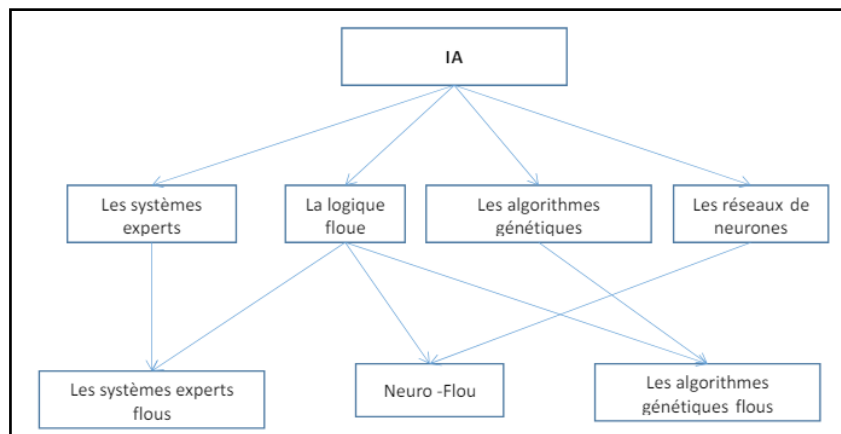 IA
Les systèmes
experts
La logique
floue
Les algorithmes
génétiques
Les réseaux de
neurones
Les systèmes experts
flous
Neuro -Flou
Les algorithmes
génétiques flous